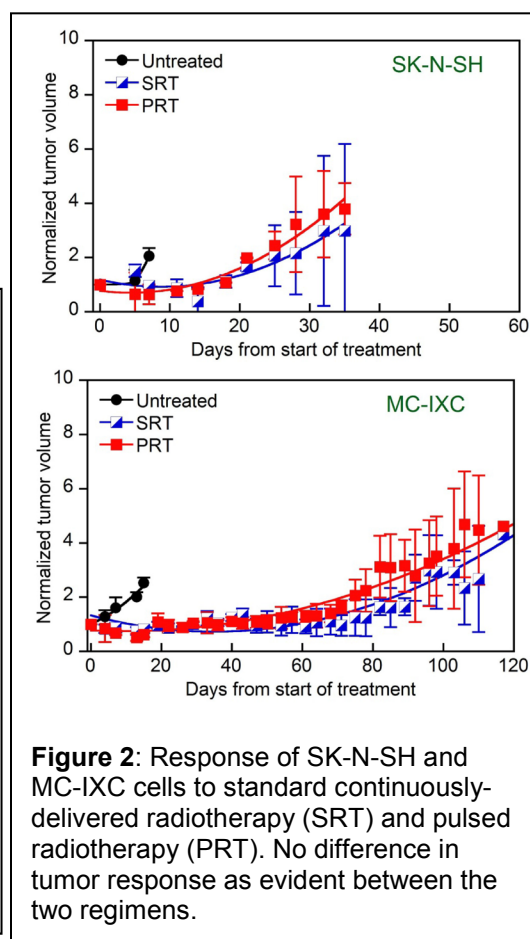 10
8
6
4
2
0
Normalized tumor volume
Untreated
SRT
PRT
SK-N-SH
0 10 20 30 40 50 60
Days from start of treatment
10
8
6
4
2
0
Normalized tumor volume
Untreated
SRT
PRT
MC-IXC
0 20 40 60 80 100 120
Days from start of treatment
Figure 2: Response of SK-N-SH and
MC-IXC cells to standard continuously-
delivered radiotherapy (SRT) and pulsed
radiotherapy (PRT). No difference in
tumor response as evident between the
two regimens.